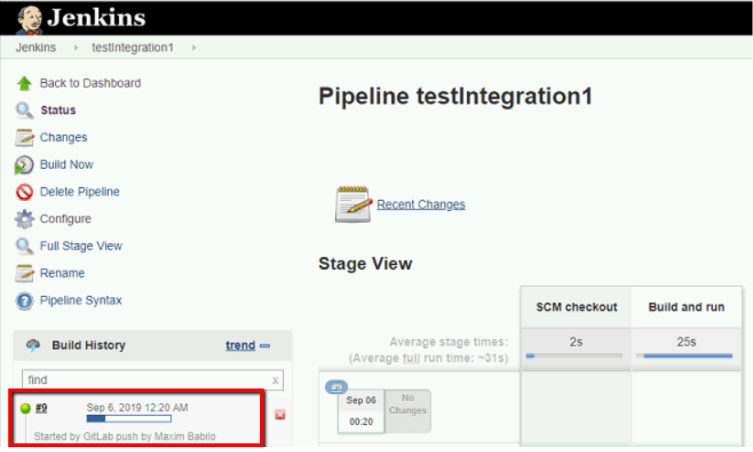 Jenkins
Jenkins
testIntegration1
Back to Dashboard
Status
Changes
Build Now
Delete Pipeline
Configure
Full Stage View
Rename
Pipeline Syntax
Build History
trend
find
x
#9
Sep 6, 2019 12:20 AM
Started by GitLab push by Maxim Babilo
Pipeline testIntegration1
Recent Changes
Stage View
SCM checkout
Build and run
Average stage times:
(Average full run time: ~31s)
2s
25s
#9
Sep 06
00:20
No
Changes